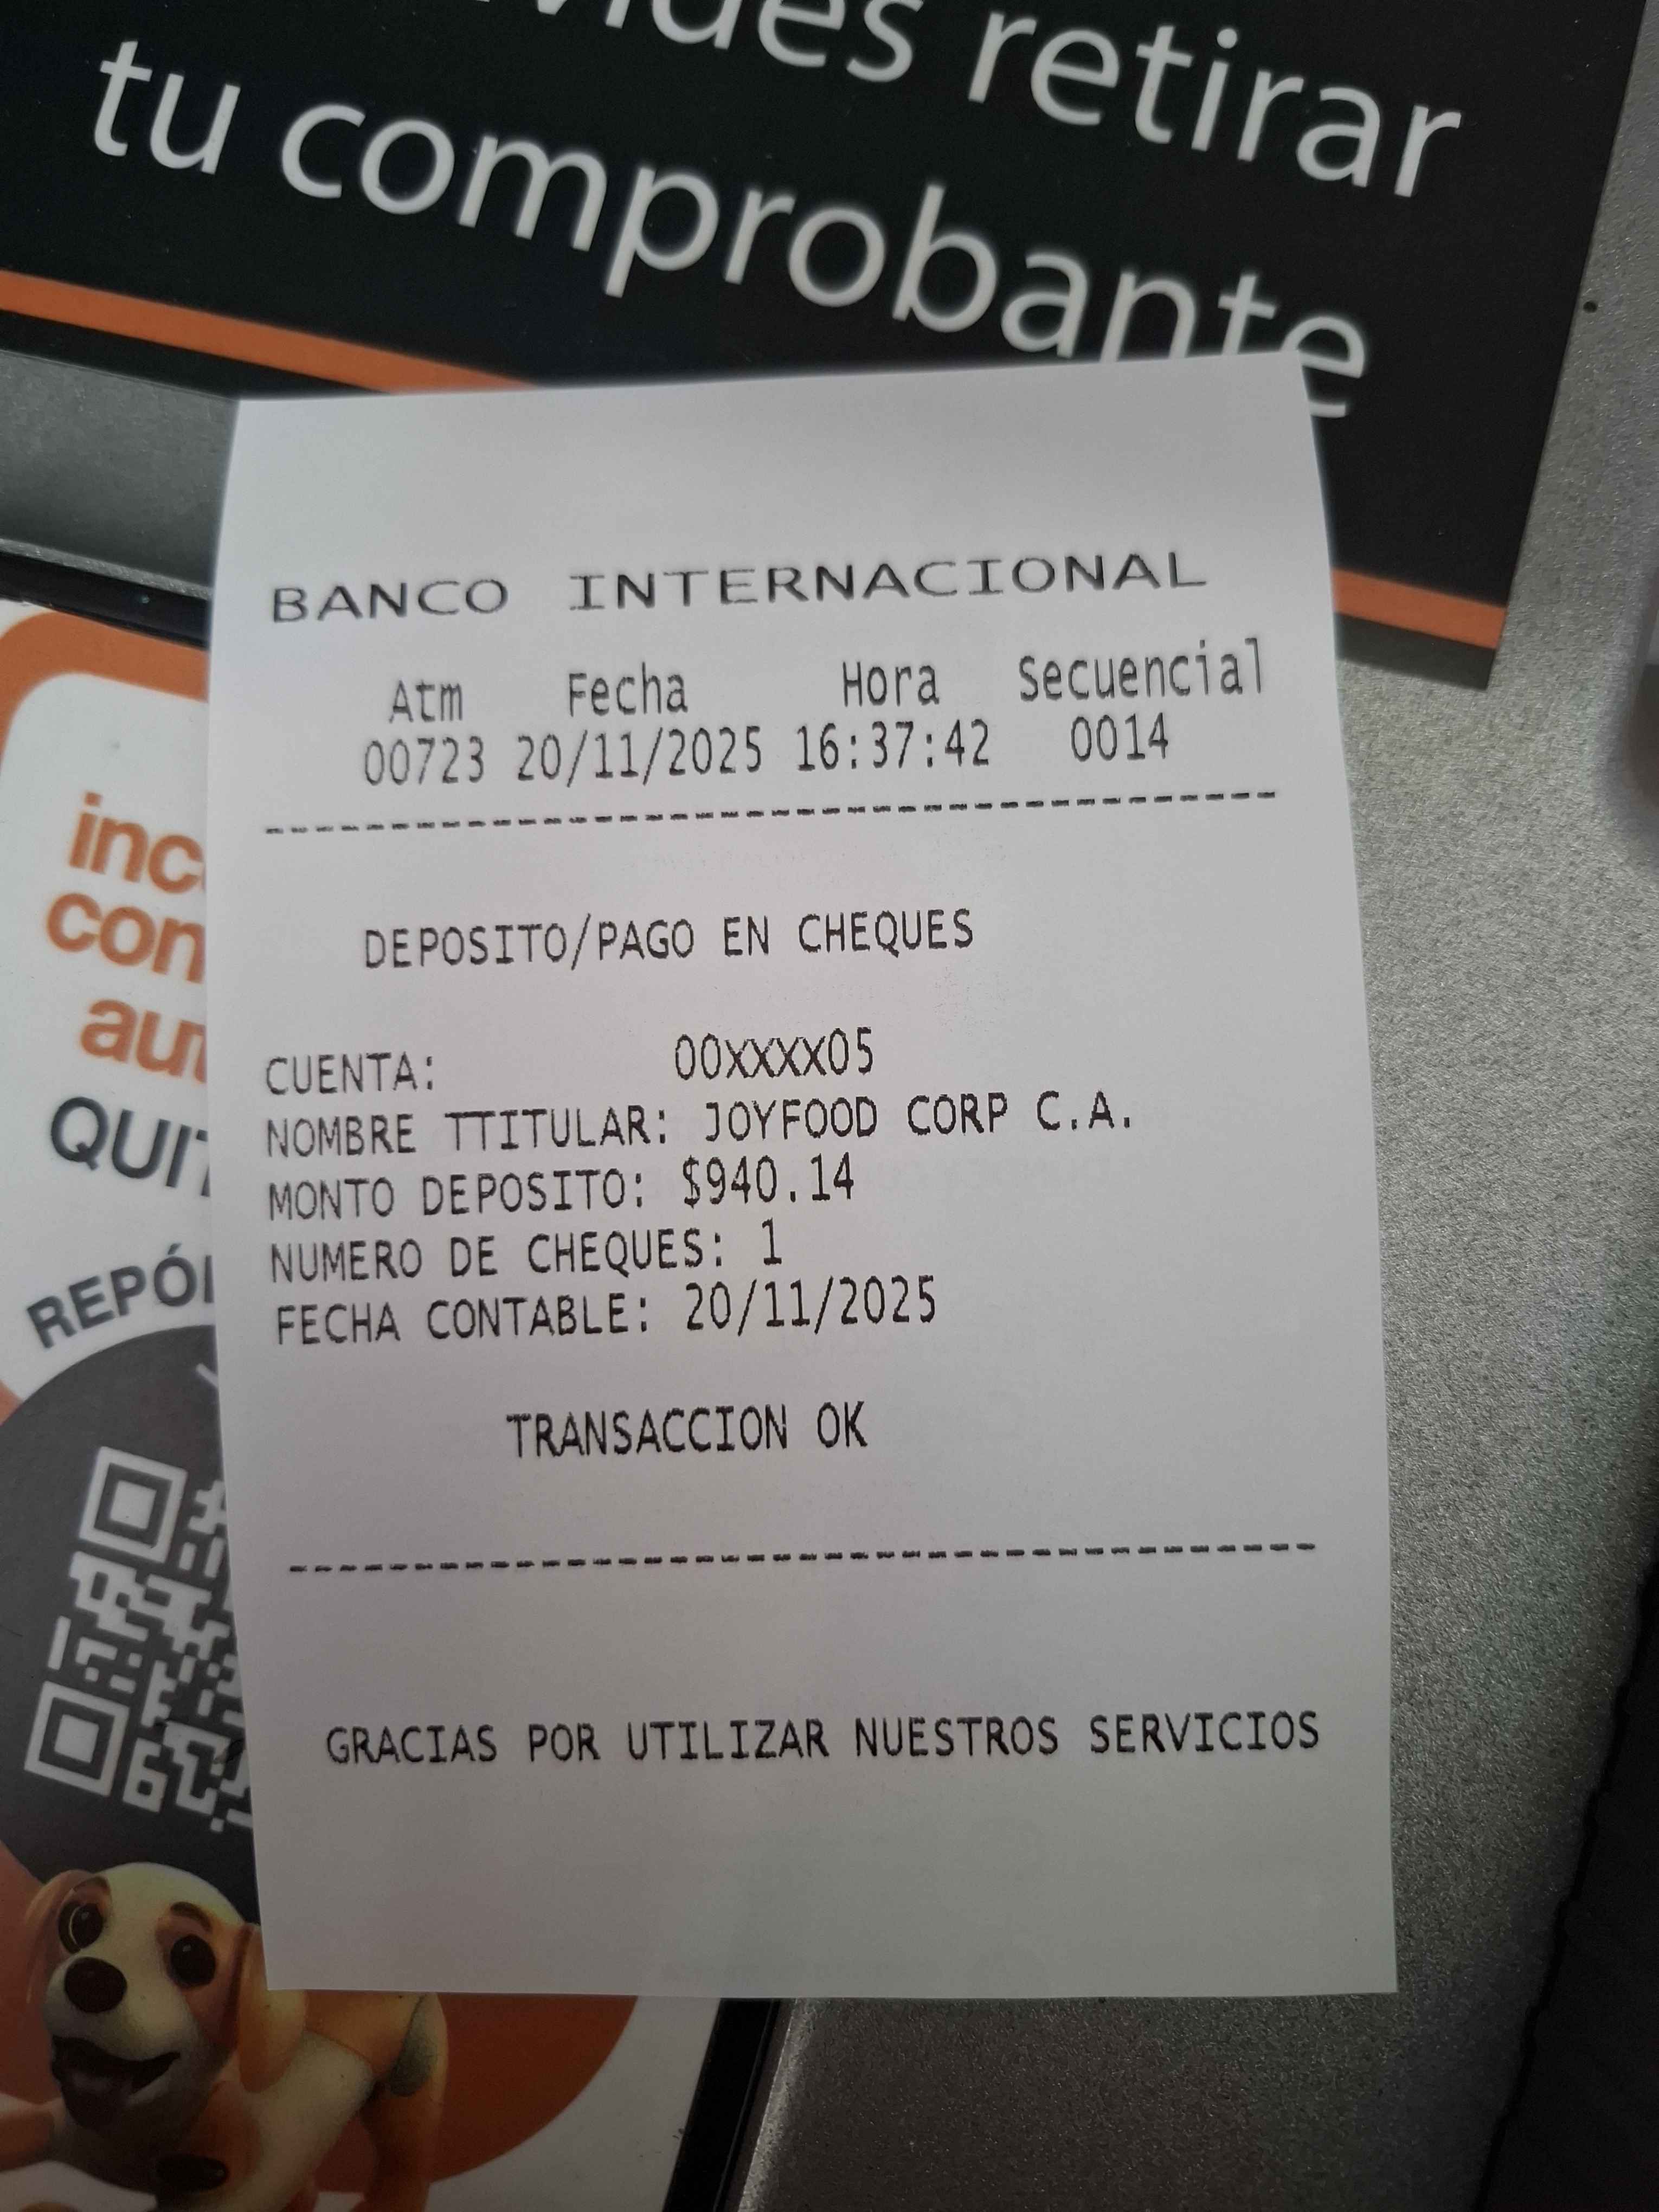 retirar
tu comprobante
BANCO INTERNACIONAL
Atm Fecha Hora Secuencial
00723 20/11/2025 16:37:42 0014
--------------------------------------
DEPOSITO/PAGO EN CHEQUES
CUENTA: 00XXXX05
NOMBRE TTITULAR: JOYFOOD CORP C.A.
MONTO DEPOSITO: $940.14
NUMERO DE CHEQUES: 1
FECHA CONTABLE: 20/11/2025
TRANSACCION OK
--------------------------------------
GRACIAS POR UTILIZAR NUESTROS SERVICIOS